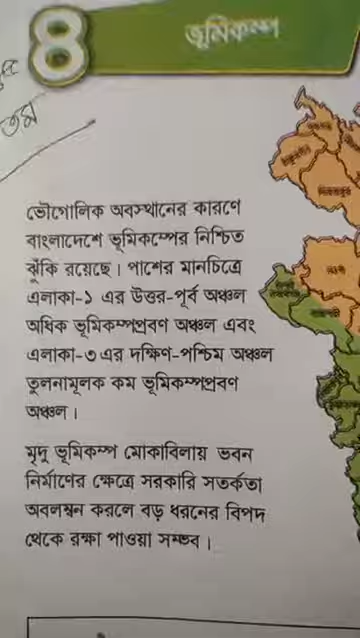 ৪
ভূমিকম্প
তম
ভৌগোলিক অবস্থানের কারণে
বাংলাদেশে ভূমিকম্পের নিশ্চিত
ঝুঁকি রয়েছে। পাশের মানচিত্রে
এলাকা-১ এর উত্তর-পূর্ব অঞ্চল
অধিক ভূমিকম্পপ্রবণ অঞ্চল এবং
এলাকা-৩ এর দক্ষিণ-পশ্চিম অঞ্চল
তুলনামূলক কম ভূমিকম্পপ্রবণ
অঞ্চল।
মৃদু ভূমিকম্প মোকাবিলায় ভবন
নির্মাণের ক্ষেত্রে সরকারি সতর্কতা
অবলম্বন করলে বড় ধরনের বিপদ
থেকে রক্ষা পাওয়া সম্ভব।